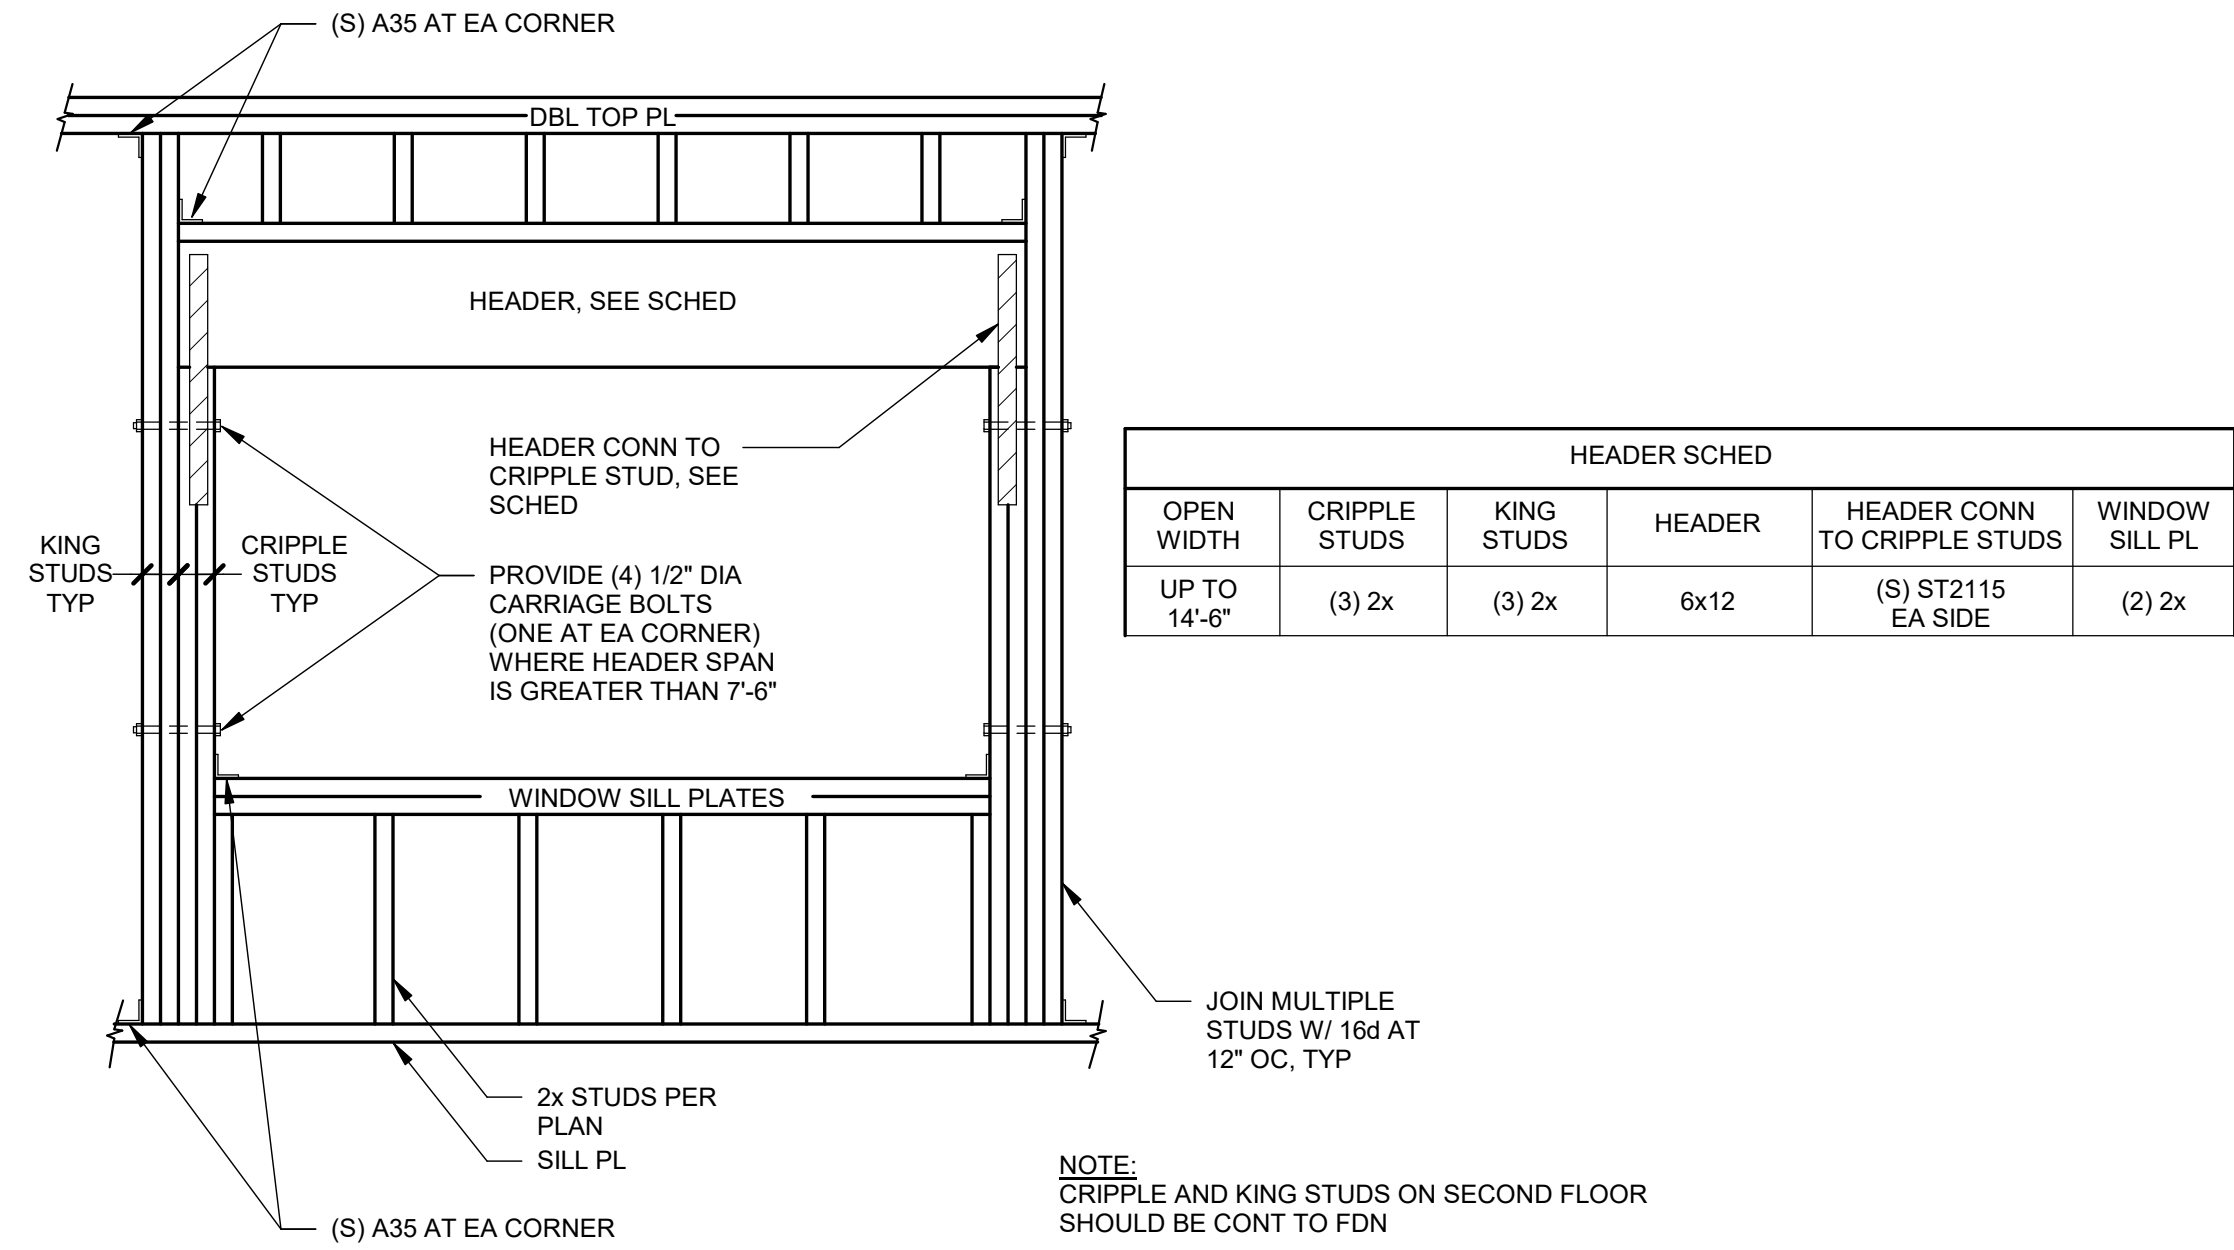 (S) A35 AT EA CORNER
DBL TOP PL
HEADER, SEE SCHED
HEADER CONN TO
CRIPPLE STUD, SEE
SCHED
KING
STUDS
TYP
CRIPPLE
STUDS
TYP
PROVIDE (4) 1/2" DIA
CARRIAGE BOLTS
(ONE AT EA CORNER)
WHERE HEADER SPAN
IS GREATER THAN 7'-6"
WINDOW SILL PLATES
JOIN MULTIPLE
STUDS W/ 16d AT
12" OC, TYP
2x STUDS PER
PLAN
SILL PL
(S) A35 AT EA CORNER
HEADER SCHED
OPEN
WIDTH
CRIPPLE
STUDS
KING
STUDS
HEADER
HEADER CONN
TO CRIPPLE STUDS
WINDOW
SILL PL
UP TO
14'-6"
(3) 2x
(3) 2x
6x12
(S) ST2115
EA SIDE
(2) 2x
NOTE:
CRIPPLE AND KING STUDS ON SECOND FLOOR
SHOULD BE CONT TO FDN